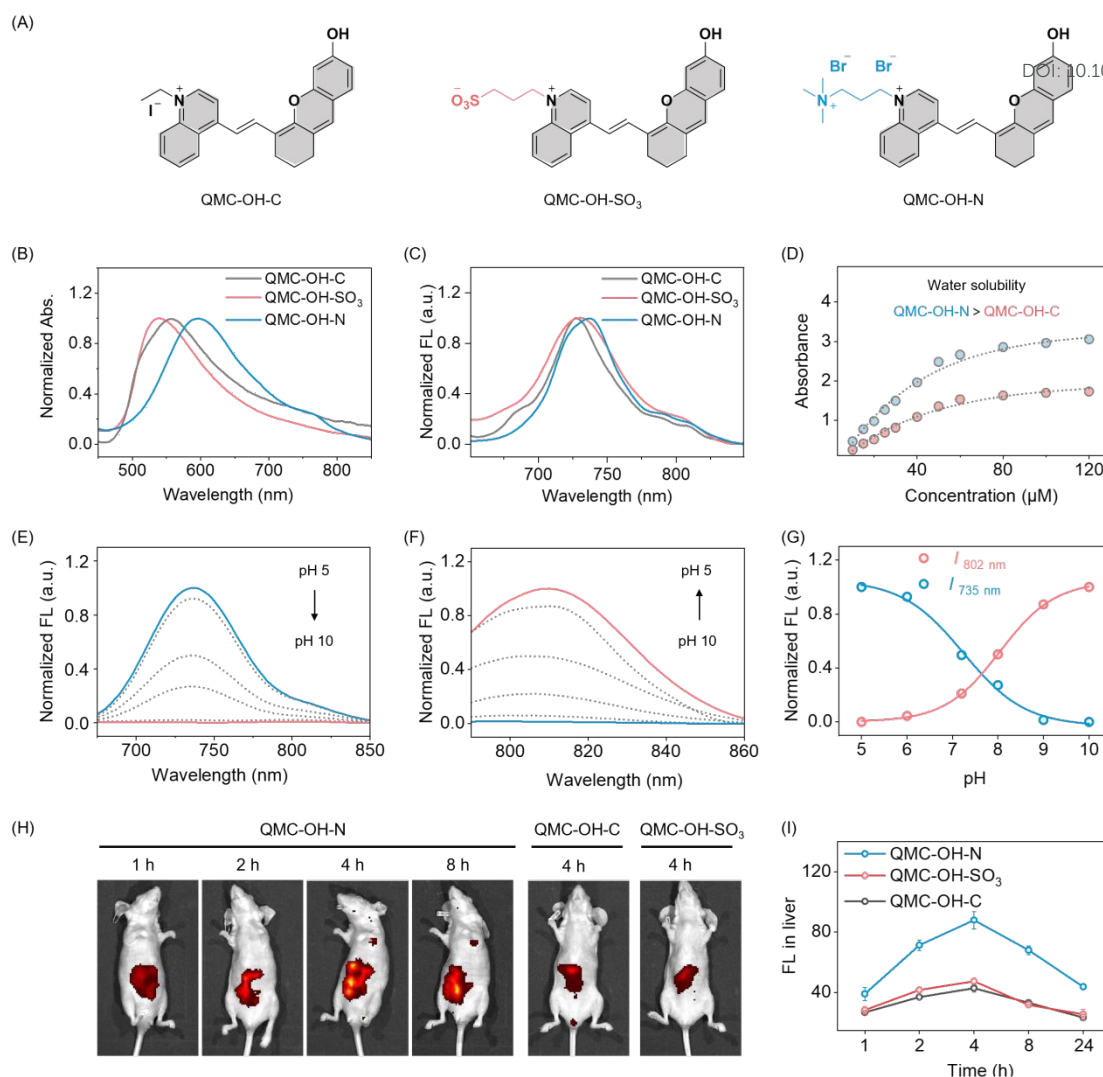 (A)
OH
OH
OH
DOI: 10.10
Br⁻
Br⁻
N⁺
I⁻
O
⁻O₃S
N⁺
O
N⁺
N⁺
O
QMC-OH-C
QMC-OH-SO₃
QMC-OH-N
(B)
QMC-OH-C
QMC-OH-SO₃
QMC-OH-N
Normalized Abs.
1.2
0.8
0.4
0.0
500
600
700
800
Wavelength (nm)
(C)
QMC-OH-C
QMC-OH-SO₃
QMC-OH-N
Normalized FL (a.u.)
1.2
0.8
0.4
0.0
700
750
800
Wavelength (nm)
(D)
Water solubility
QMC-OH-N > QMC-OH-C
Absorbance
4
3
2
1
0
40
80
120
Concentration (µM)
(E)
pH 5
pH 10
Normalized FL (a.u.)
1.2
0.8
0.4
0.0
700
750
800
850
Wavelength (nm)
(F)
pH 5
pH 10
Normalized FL (a.u.)
1.2
0.8
0.4
0.0
800
820
840
860
Wavelength (nm)
(G)
I 802 nm
I 735 nm
Normalized FL (a.u.)
1.2
0.8
0.4
0.0
5
6
7
8
9
10
pH
(H)
QMC-OH-N
QMC-OH-C
QMC-OH-SO₃
1 h
2 h
4 h
8 h
4 h
4 h
(I)
QMC-OH-N
QMC-OH-SO₃
QMC-OH-C
FL in liver
120
80
40
1
2
4
8
24
Time (h)